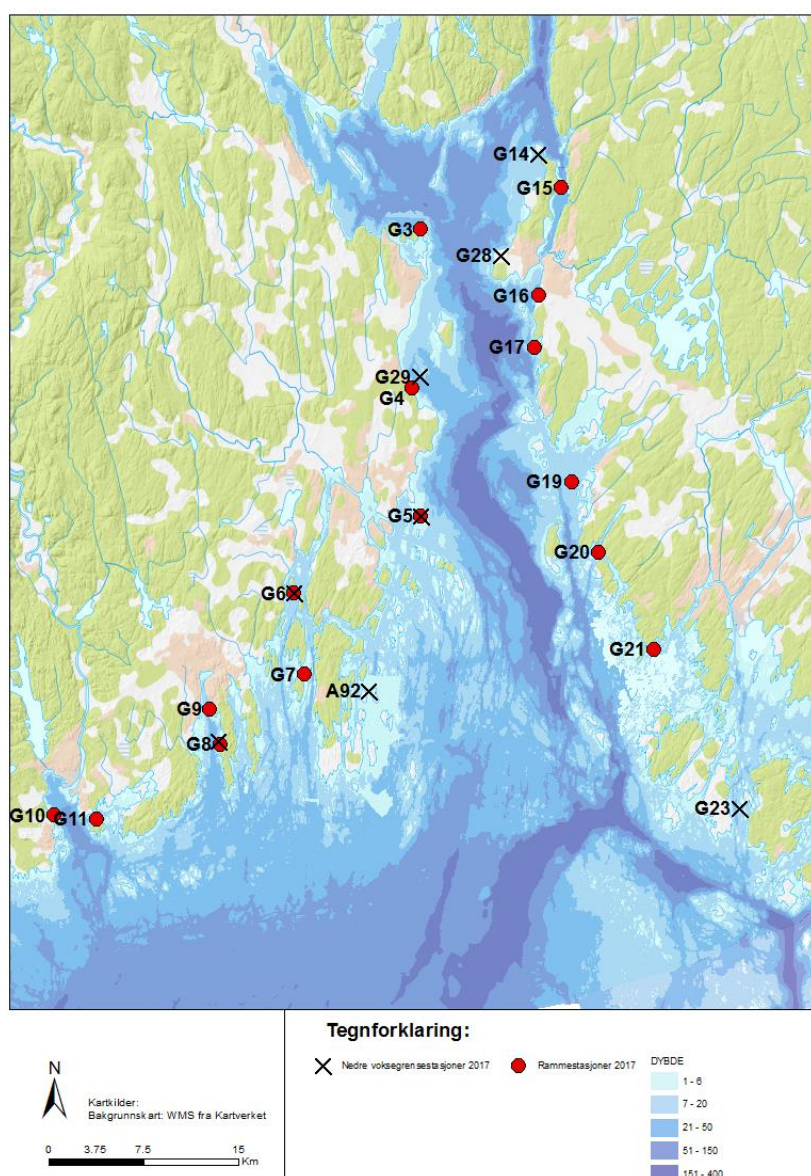 G14
G15
G3
G28
G16
G17
G29
G4
G19
G5
G20
G6
G21
G7
A92
G9
G8
G23
G10
G11
Tegnforklaring:
Nedre voksegrensestasjoner 2017
Rammestasjoner 2017
DYBDE
1 - 6
7 - 20
21 - 50
51 - 150
151 - 400
N
Kartkilder:
Bakgrunnskart: WMS fra Kartverket
0 3.75 7.5 15
Km